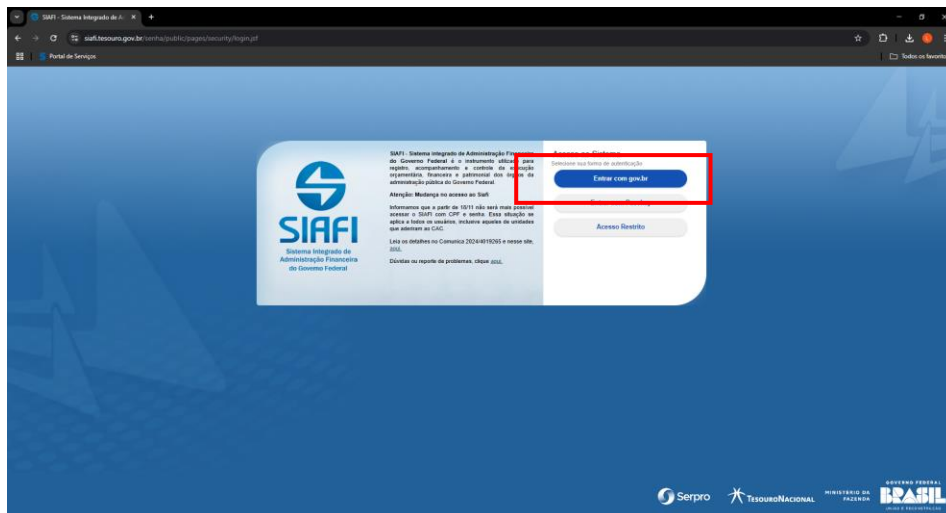 SIAFI - Sistema Integrado de A
siafi.tesouro.gov.br/senha/public/pages/security/login.jsf
Portal de Serviços
Todos os favorito
SIAFI
Sistema Integrado de
Administração Financeira
do Governo Federal
SIAFI - Sistema Integrado de Administração Financeira
do Governo Federal é o instrumento utilizado para
registro, acompanhamento e controle da execução
orçamentária, financeira e patrimonial dos órgãos da
administração pública do Governo Federal.
Atenção: Mudança no acesso ao Siafi
Informamos que a partir de 18/11 não será mais possível
acessar o SIAFI com CPF e senha. Essa situação se
aplica a todos os usuários, inclusive aqueles de unidades
que aderiram ao CAC.
Leia os detalhes no Comunica 2024/4019265 e nesse site,
aqui.
Dúvidas ou reporte de problemas, clique aqui.
Acesso ao Sistema
Selecione sua forma de autenticação
Entrar com gov.br
Acesso Restrito
Serpro
TesouroNacional
MINISTÉRIO DA
FAZENDA
GOVERNO FEDERAL
BRASIL
UNIÃO E RECONSTRUÇÃO